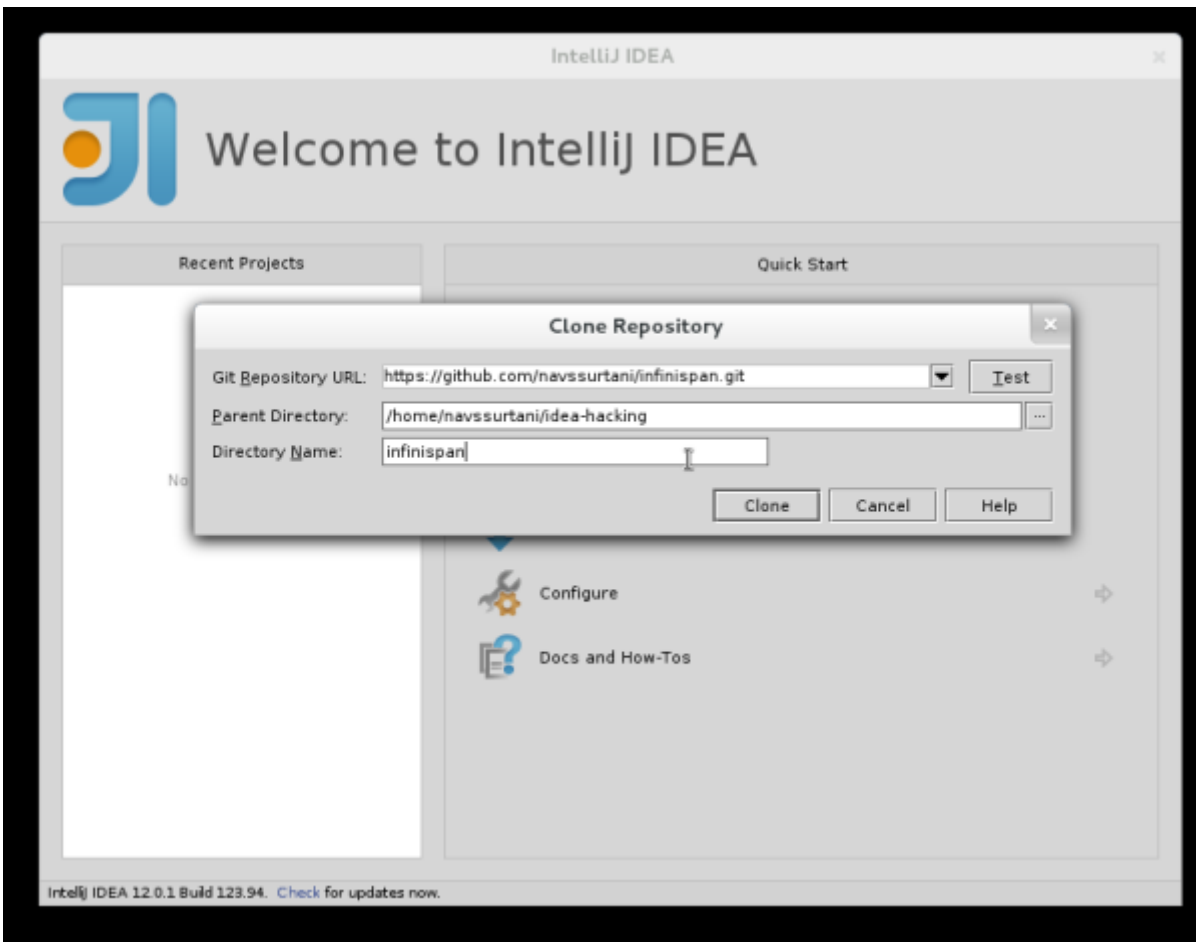 IntelliJ IDEA
Welcome to IntelliJ IDEA
Recent Projects
Quick Start
Clone Repository
Git Repository URL: https://github.com/navssurtani/infinispan.git Test
Parent Directory: /home/navssurtani/idea-hacking ...
Directory Name: infinispan
No
Clone Cancel Help
Configure
Docs and How-Tos
IntelliJ IDEA 12.0.1 Build 123.94. Check for updates now.